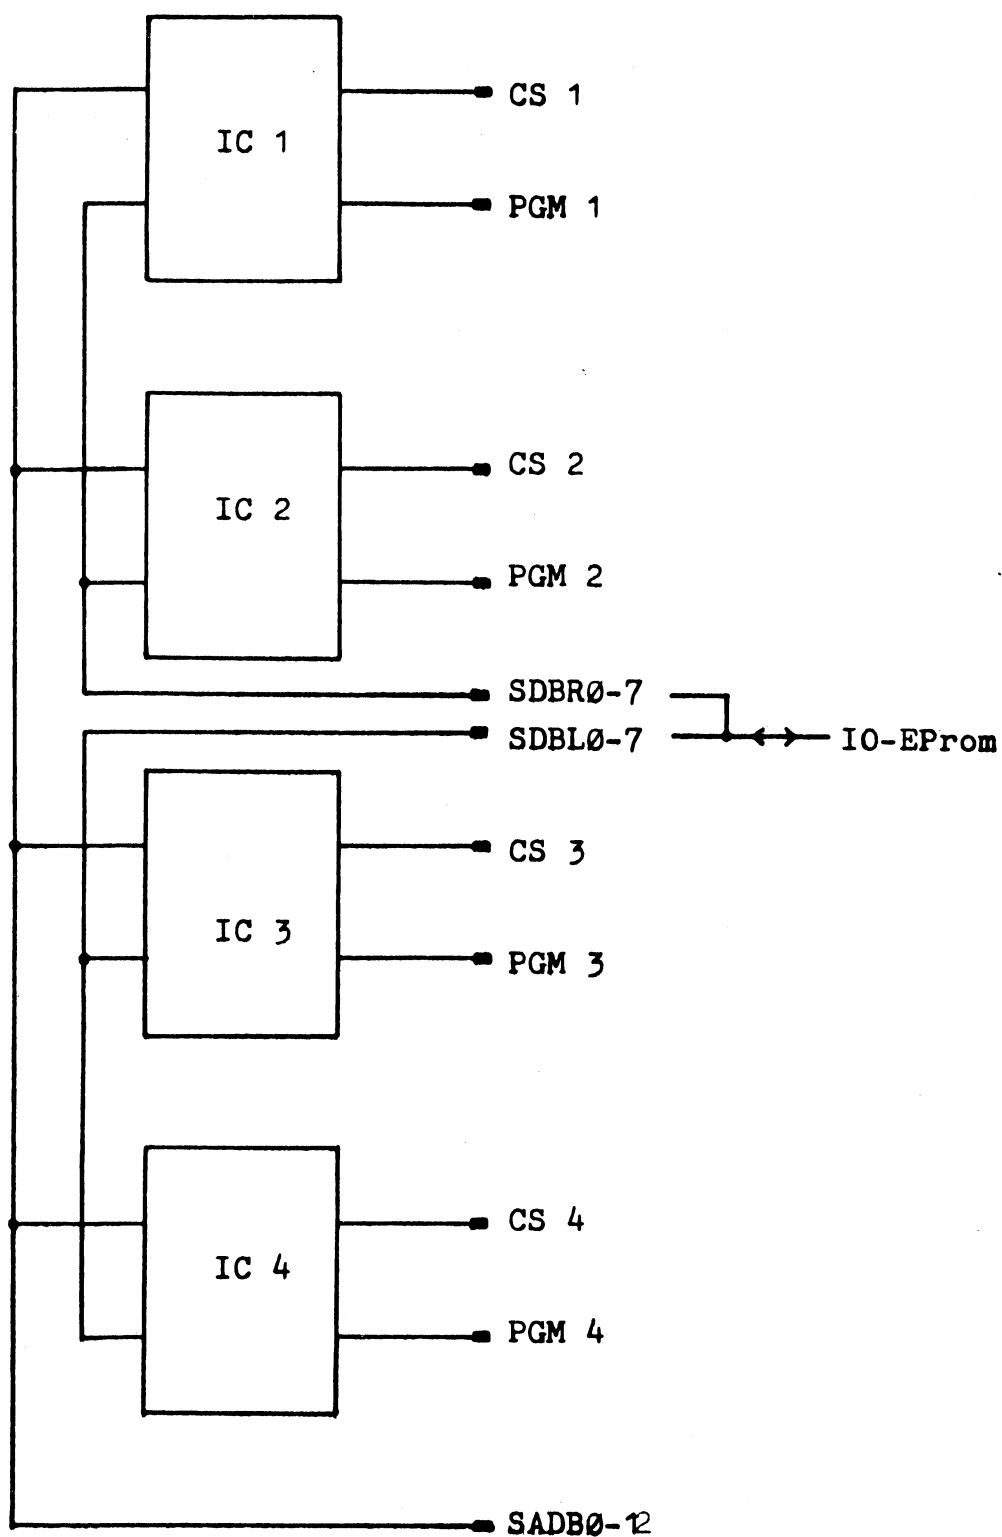 CS 1
IC 1
PGM 1
CS 2
IC 2
PGM 2
SDBRØ-7
SDBLØ-7
IO-EProm
CS 3
IC 3
PGM 3
CS 4
IC 4
PGM 4
SADBØ-12